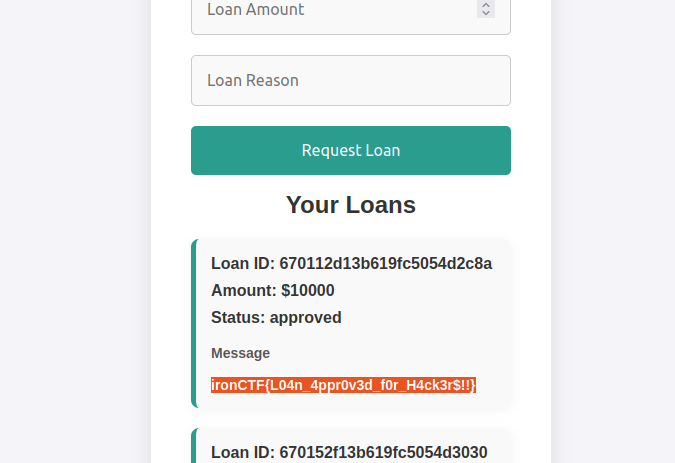 Loan Amount
Loan Reason
Request Loan
Your Loans
Loan ID: 670112d13b619fc5054d2c8a
Amount: $10000
Status: approved
Message
ironCTF{L04n_4ppr0v3d_f0r_H4ck3r$!!}
Loan ID: 670152f13b619fc5054d3030